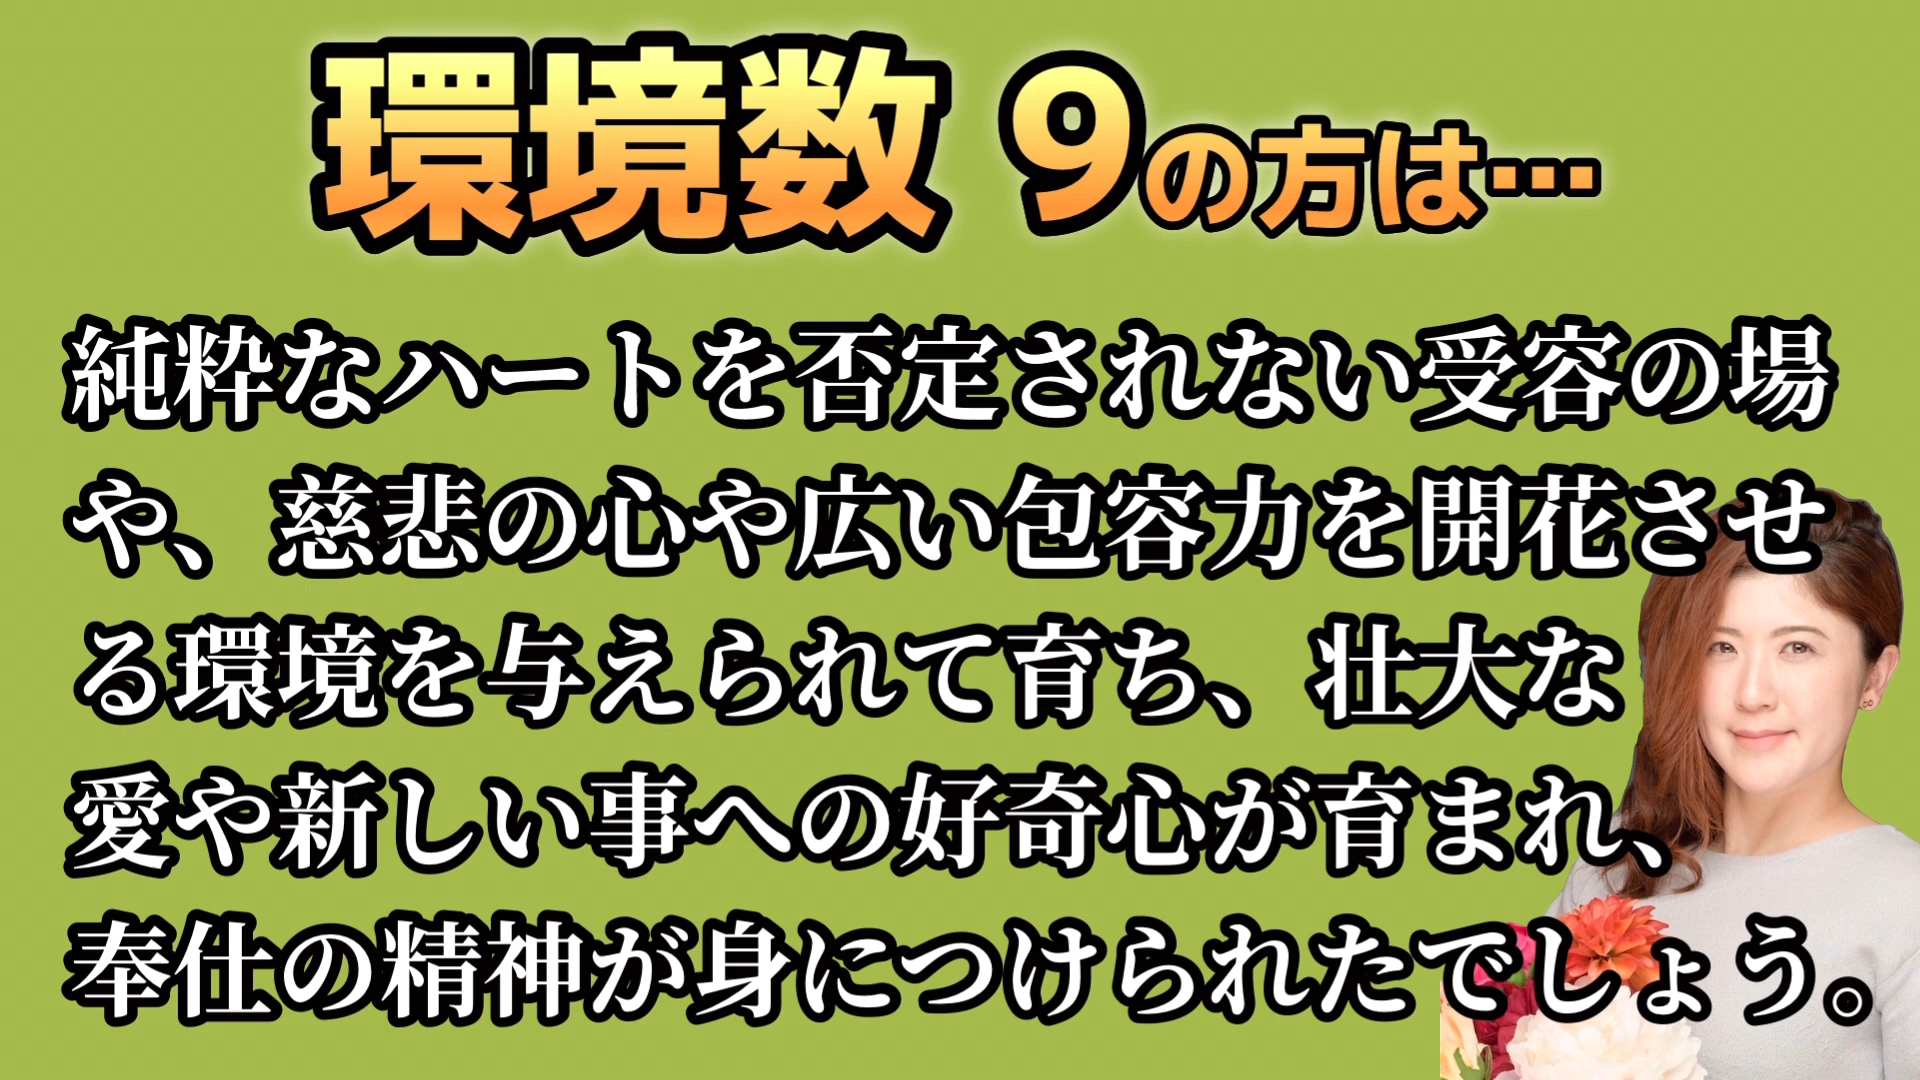 環境数 9の方は…
純粋なハートを否定されない受容の場
や、慈悲の心や広い包容力を開花させ
る環境を与えられて育ち、壮大な
愛や新しい事への好奇心が育まれ、
奉仕の精神が身につけられたでしょう。